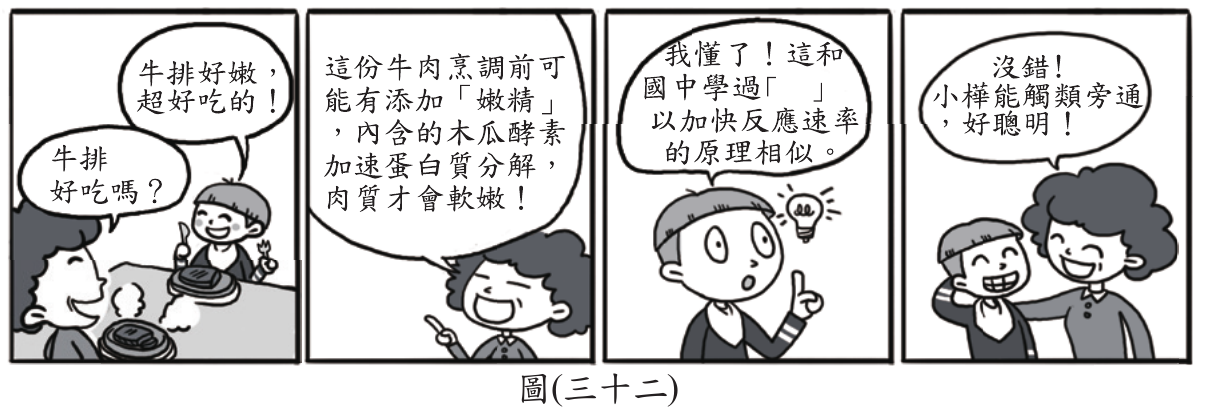 牛排好嫩，
超好吃的！
牛排
好吃嗎？
這份牛肉烹調前可
能有添加「嫩精」
，內含的木瓜酵素
加速蛋白質分解，
肉質才會軟嫩！
我懂了！這和
國中學過「　」
以加快反應速率
的原理相似。
沒錯！
小樺能觸類旁通
，好聰明！
圖(三十二)